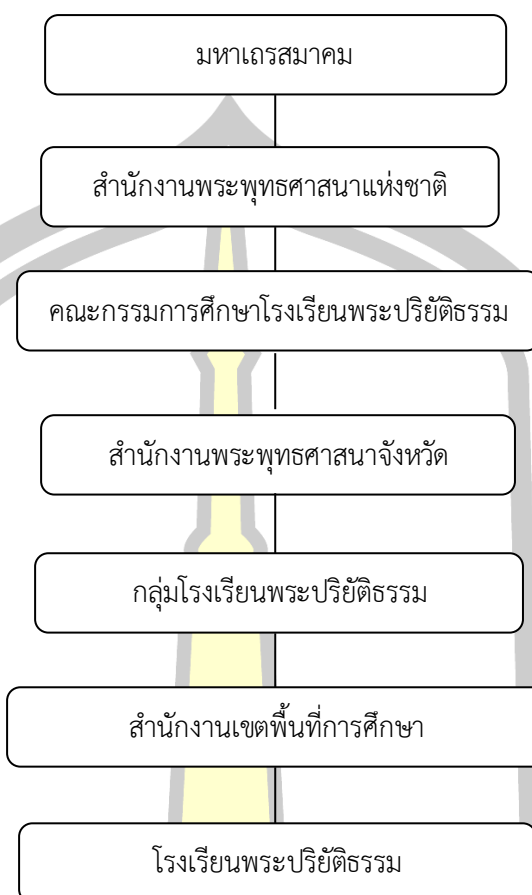 มหาเถรสมาคม
สำนักงานพระพุทธศาสนาแห่งชาติ
คณะกรรมการศึกษาโรงเรียนพระปริยัติธรรม
สำนักงานพระพุทธศาสนาจังหวัด
กลุ่มโรงเรียนพระปริยัติธรรม
สำนักงานเขตพื้นที่การศึกษา
โรงเรียนพระปริยัติธรรม